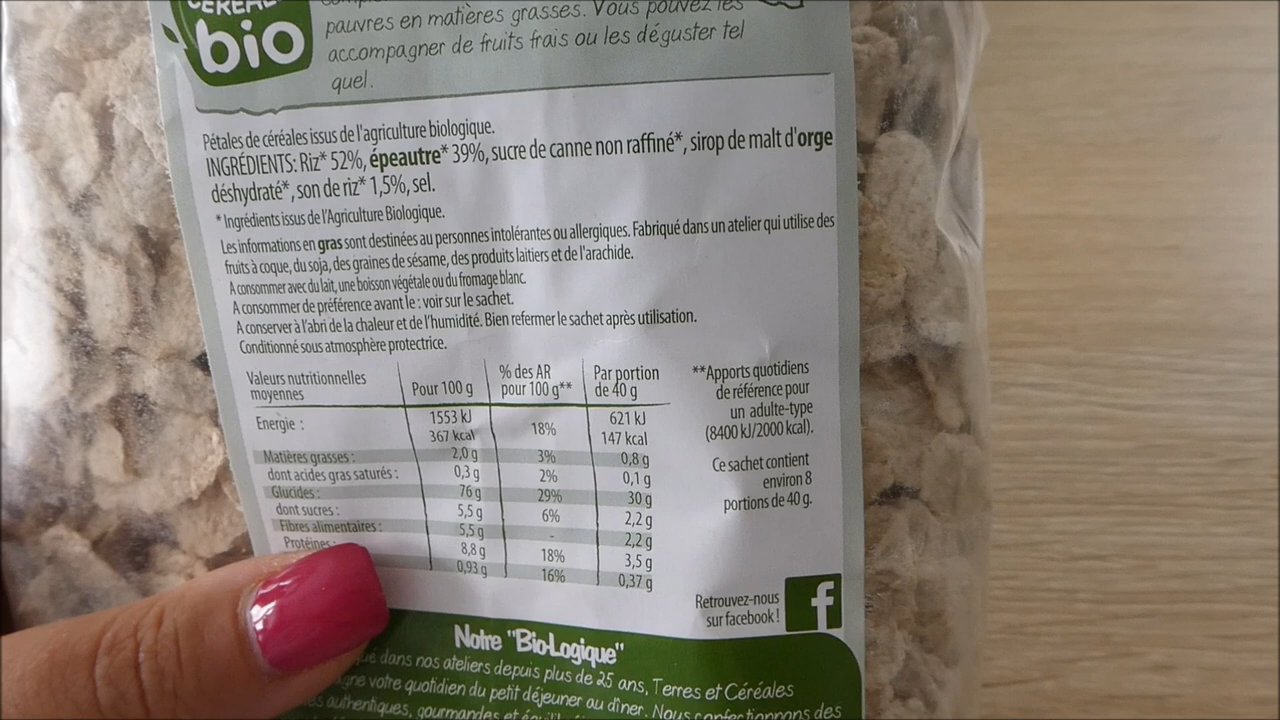 bio
pauvres en matières grasses. Vous pouvez les
accompagner de fruits frais ou les déguster tel
quel.
Pétales de céréales issus de l'agriculture biologique.
INGRÉDIENTS: Riz* 52%, épeautre* 39%, sucre de canne non raffiné*, sirop de malt d'orge
déshydraté*, son de riz* 1,5%, sel.
* Ingrédients issus de l'Agriculture Biologique.
Les informations en gras sont destinées au personnes intolérantes ou allergiques. Fabriqué dans un atelier qui utilise des
fruits à coque, du soja, des graines de sésame, des produits laitiers et de l'arachide.
A consommer avec du lait, une boisson végétale ou du fromage blanc.
A consommer de préférence avant le : voir sur le sachet.
A conserver à l'abri de la chaleur et de l'humidité. Bien refermer le sachet après utilisation.
Conditionné sous atmosphère protectrice.
Valeurs nutritionnelles
moyennes
Pour 100 g
% des AR
pour 100 g**
Par portion
de 40 g
Energie :
1553 kJ
367 kcal
18%
621 kJ
147 kcal
Matières grasses : 2,0 g 3% 0,8 g
dont acides gras saturés : 0,3 g 2% 0,1 g
Glucides : 76 g 29% 30 g
dont sucres : 5,5 g 6% 2,2 g
Fibres alimentaires : 5,5 g - 2,2 g
Protéines : 8,8 g 18% 3,5 g
0,93 g 16% 0,37 g
**Apports quotidiens
de référence pour
un adulte-type
(8400 kJ/2000 kcal).
Ce sachet contient
environ 8
portions de 40 g.
Retrouvez-nous
sur facebook !
f
Notre "Bio-Logique"
dans nos ateliers depuis plus de 25 ans, Terres et Céréales
votre quotidien du petit déjeuner au dîner. Nous confectionnons des
authentiques, gourmandes et